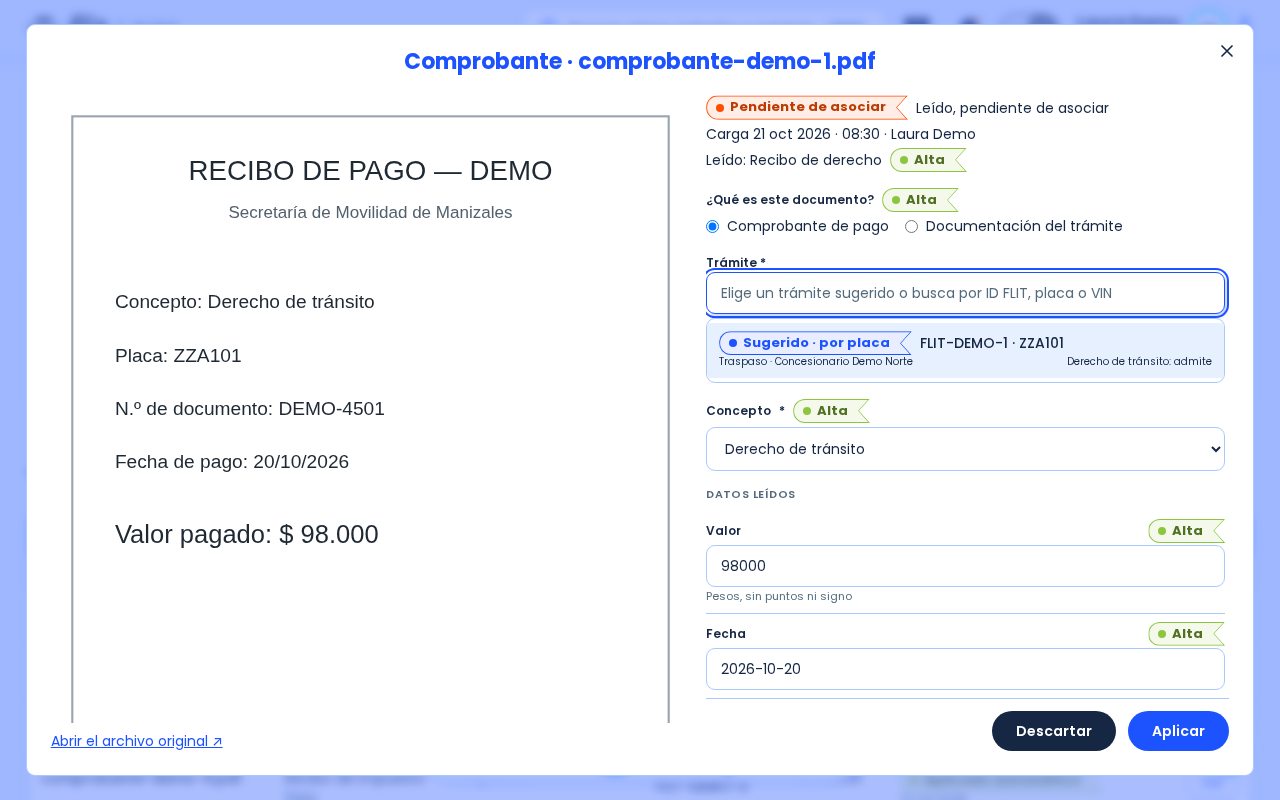 Comprobante · comprobante-demo-1.pdf
RECIBO DE PAGO — DEMO
Secretaría de Movilidad de Manizales
Concepto: Derecho de tránsito
Placa: ZZA101
N.º de documento: DEMO-4501
Fecha de pago: 20/10/2026
Valor pagado: $ 98.000
Abrir el archivo original ↗
Pendiente de asociar Leído, pendiente de asociar
Carga 21 oct 2026 · 08:30 · Laura Demo
Leído: Recibo de derecho Alta
¿Qué es este documento? Alta
Comprobante de pago Documentación del trámite
Trámite *
Elige un trámite sugerido o busca por ID FLIT, placa o VIN
Sugerido · por placa FLIT-DEMO-1 · ZZA101
Traspaso · Concesionario Demo Norte Derecho de tránsito: admite
Concepto * Alta
Derecho de tránsito
DATOS LEÍDOS
Valor Alta
98000
Pesos, sin puntos ni signo
Fecha Alta
2026-10-20
Descartar Aplicar